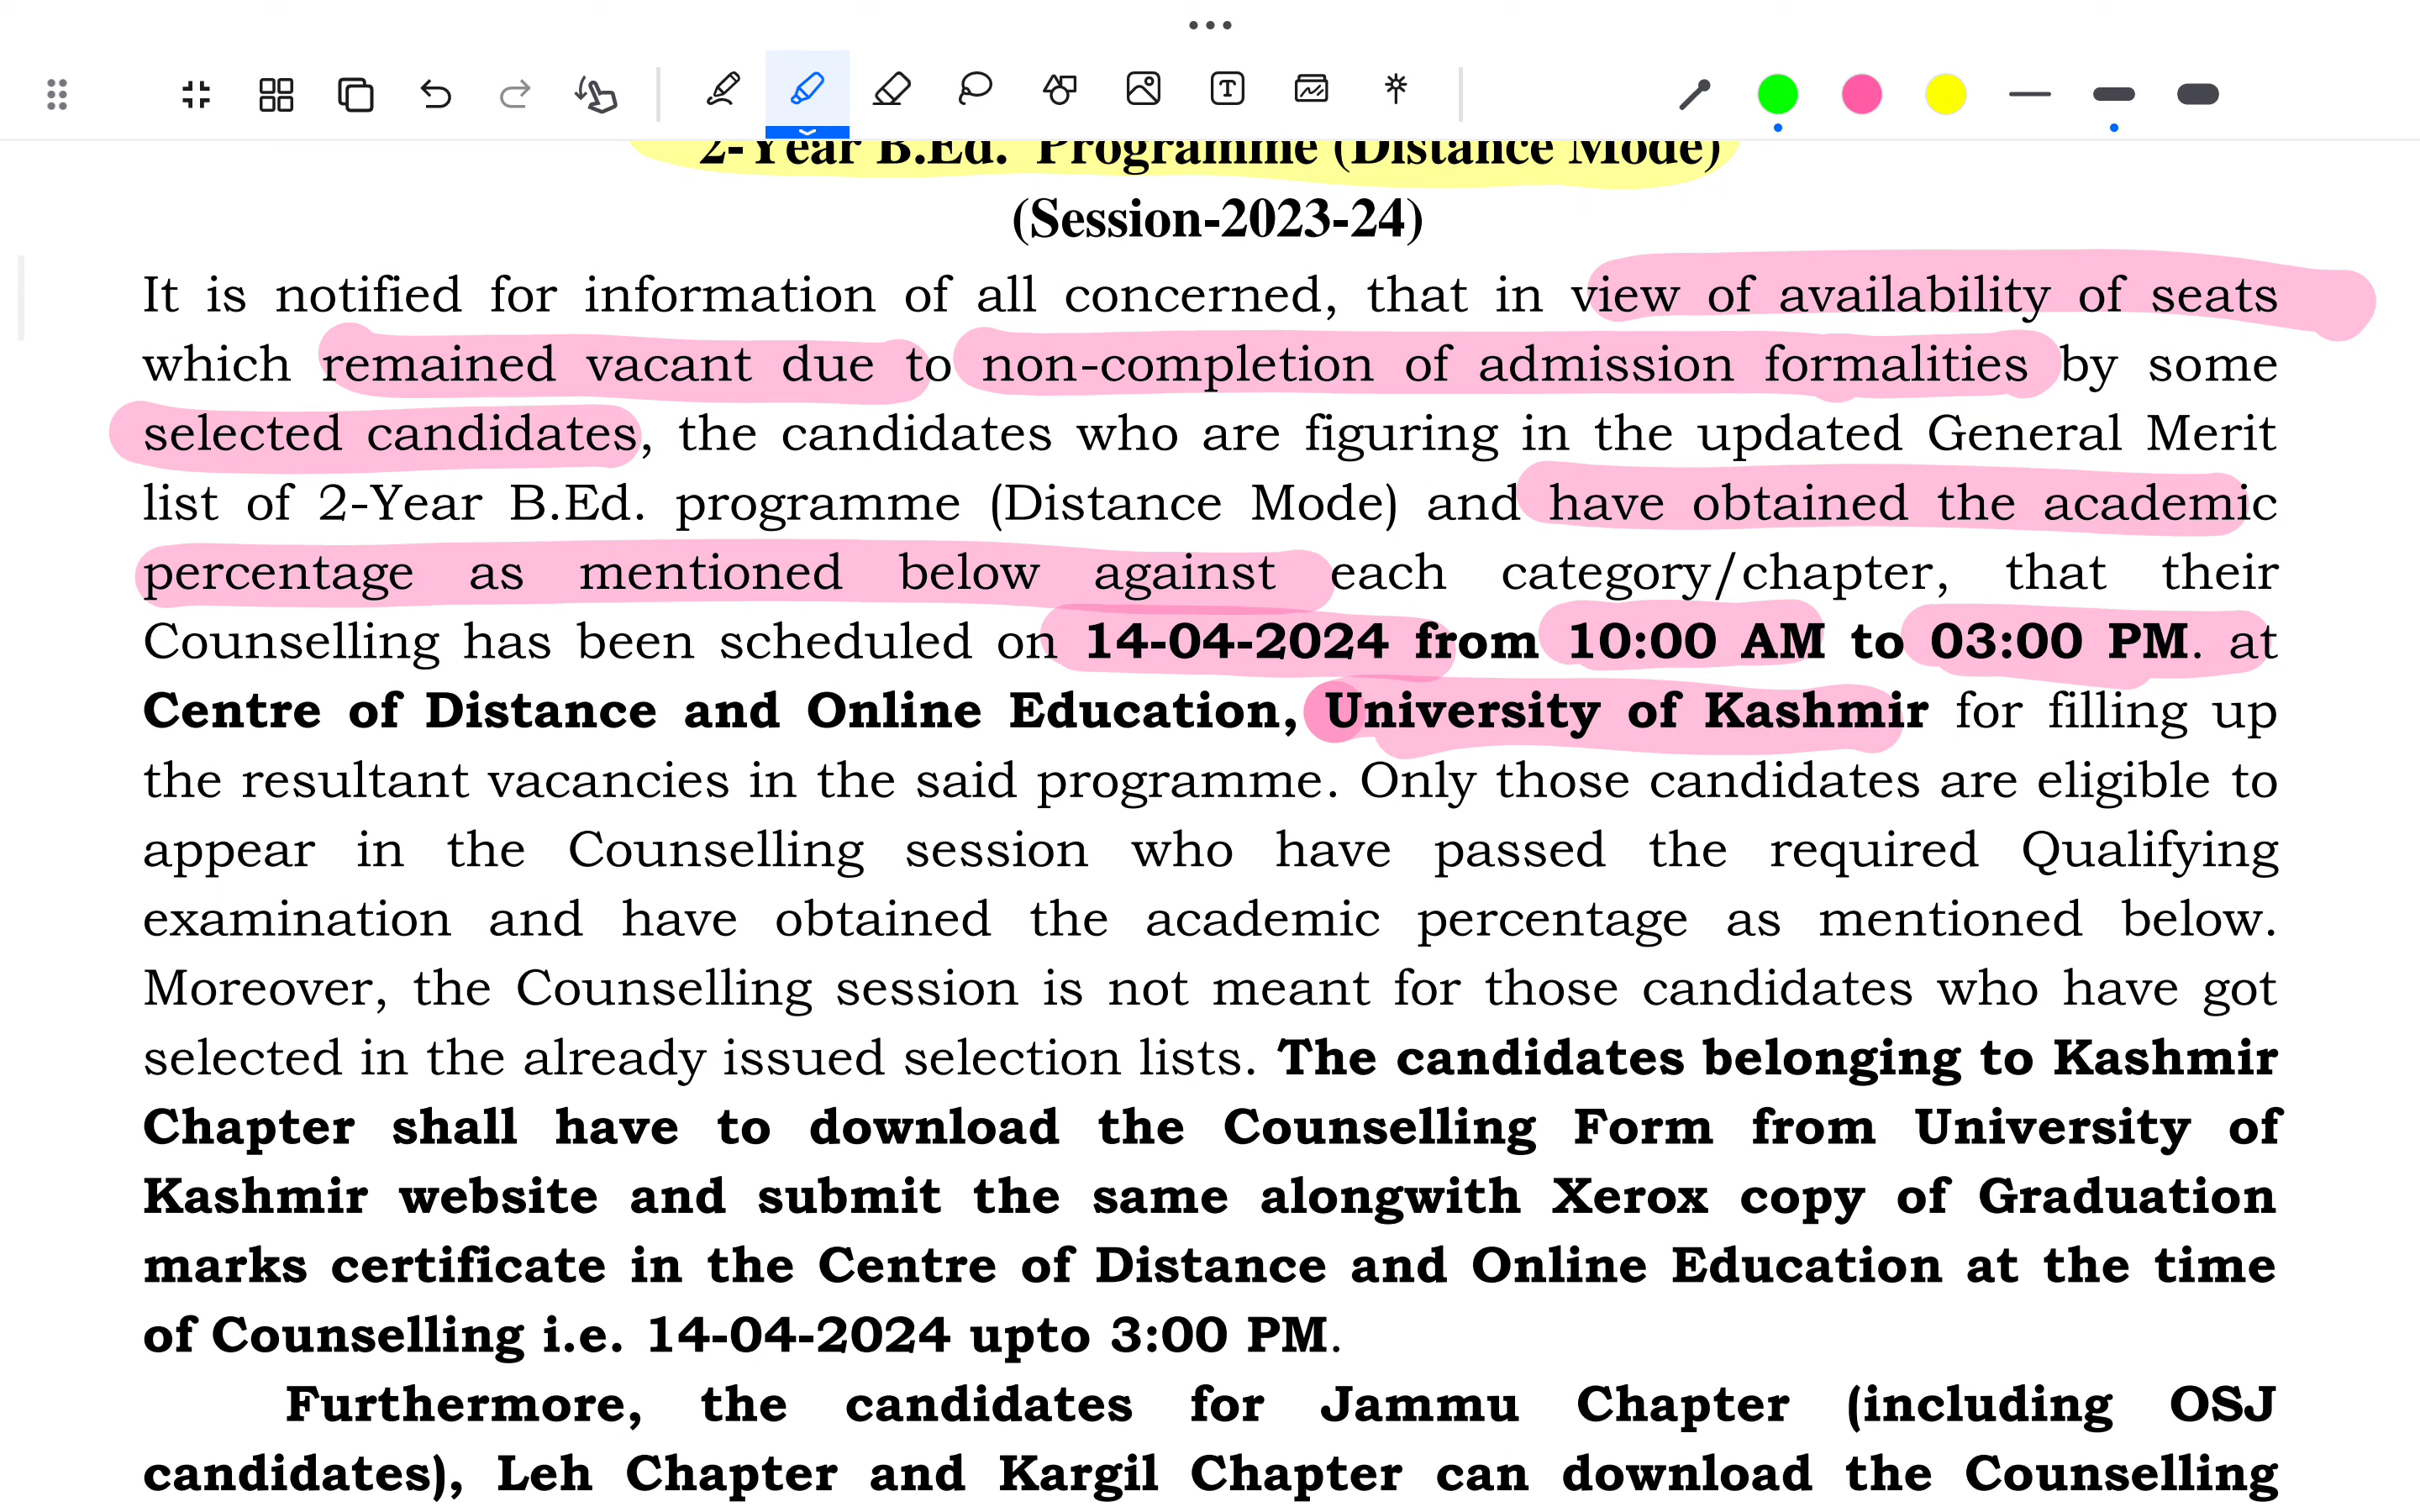 2-Year B.Ed. Programme (Distance Mode)
(Session-2023-24)
It is notified for information of all concerned, that in view of availability of seats
which remained vacant due to non-completion of admission formalities by some
selected candidates, the candidates who are figuring in the updated General Merit
list of 2-Year B.Ed. programme (Distance Mode) and have obtained the academic
percentage as mentioned below against each category/chapter, that their
Counselling has been scheduled on 14-04-2024 from 10:00 AM to 03:00 PM. at
Centre of Distance and Online Education, University of Kashmir for filling up
the resultant vacancies in the said programme. Only those candidates are eligible to
appear in the Counselling session who have passed the required Qualifying
examination and have obtained the academic percentage as mentioned below.
Moreover, the Counselling session is not meant for those candidates who have got
selected in the already issued selection lists. The candidates belonging to Kashmir
Chapter shall have to download the Counselling Form from University of
Kashmir website and submit the same alongwith Xerox copy of Graduation
marks certificate in the Centre of Distance and Online Education at the time
of Counselling i.e. 14-04-2024 upto 3:00 PM.
Furthermore, the candidates for Jammu Chapter (including OSJ
candidates), Leh Chapter and Kargil Chapter can download the Counselling